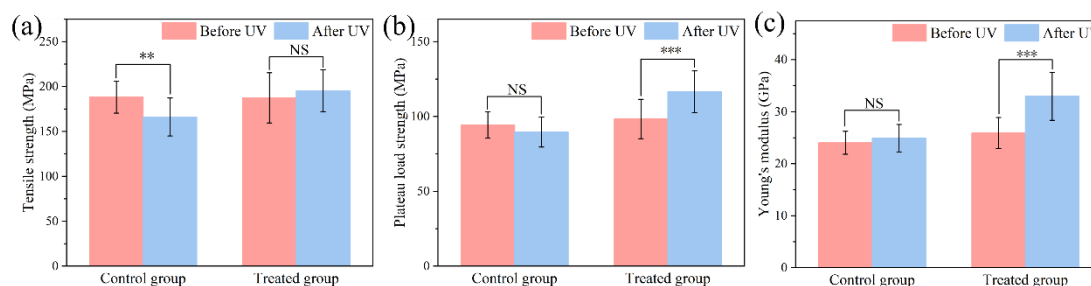 (a)
Before UV After UV
250
200
150
100
50
0
Tensile strength (MPa)
**
NS
Control group Treated group
(b)
Before UV After UV
150
100
50
0
Plateau load strength (MPa)
NS
***
Control group Treated group
(c)
Before UV After UV
40
30
20
10
0
Young's modulus (GPa)
NS
***
Control group Treated group